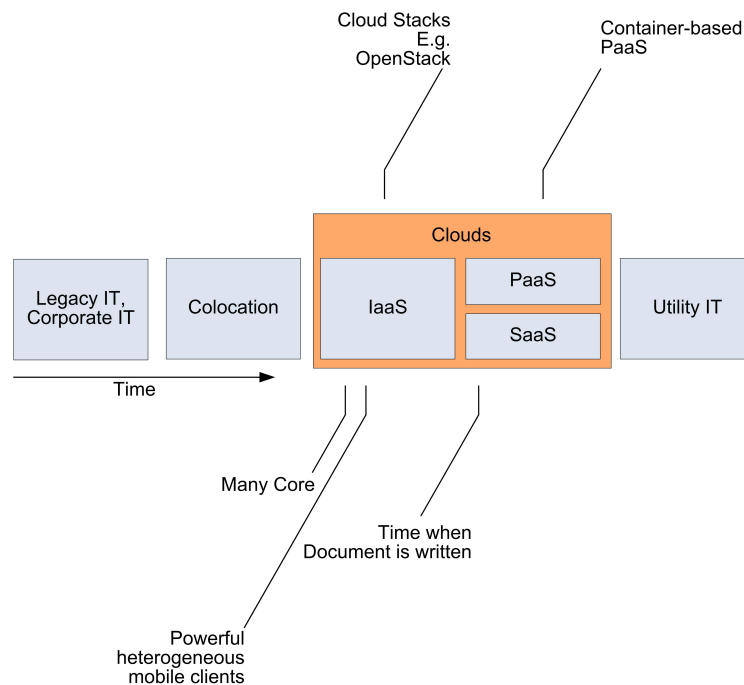 Cloud Stacks
E.g.
OpenStack
Container-based
PaaS
Clouds
Legacy IT,
Corporate IT
Colocation
IaaS
PaaS
SaaS
Utility IT
Time
Many Core
Time when
Document is written
Powerful
heterogeneous
mobile clients